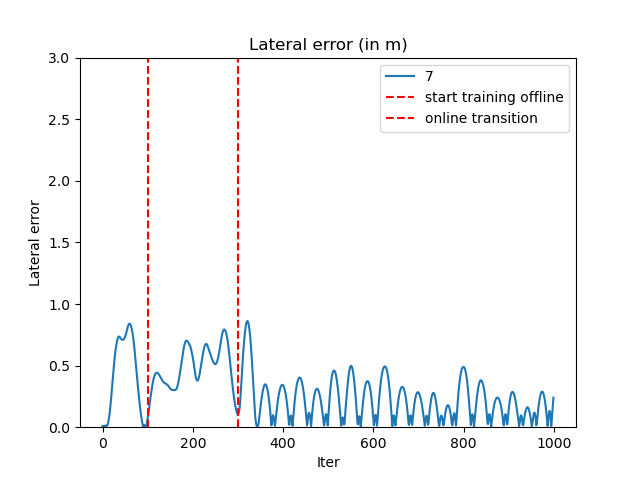 Lateral error (in m)
7
start training offline
online transition
3.0
2.5
2.0
1.5
1.0
0.5
0.0
Lateral error
0 200 400 600 800 1000
Iter